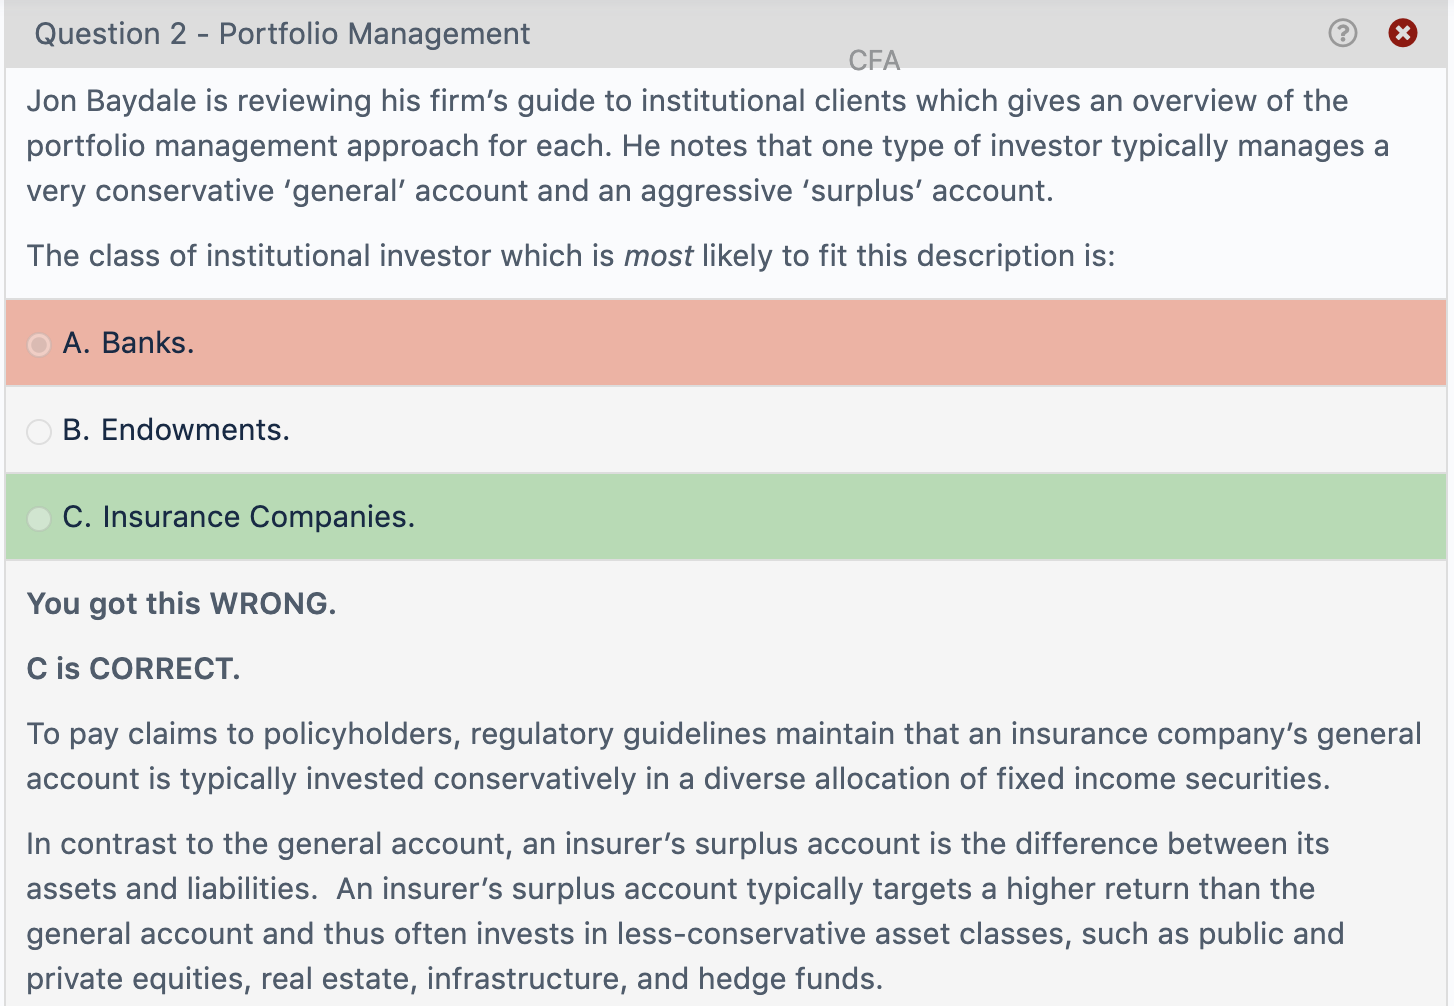 Question 2 - Portfolio Management
?
CFA
Jon Baydale is reviewing his firm’s guide to institutional clients which gives an overview of the
portfolio management approach for each. He notes that one type of investor typically manages a
very conservative ‘general’ account and an aggressive ‘surplus’ account.
The class of institutional investor which is most likely to fit this description is:
A. Banks.
B. Endowments.
C. Insurance Companies.
You got this WRONG.
C is CORRECT.
To pay claims to policyholders, regulatory guidelines maintain that an insurance company’s general
account is typically invested conservatively in a diverse allocation of fixed income securities.
In contrast to the general account, an insurer’s surplus account is the difference between its
assets and liabilities.  An insurer’s surplus account typically targets a higher return than the
general account and thus often invests in less-conservative asset classes, such as public and
private equities, real estate, infrastructure, and hedge funds.